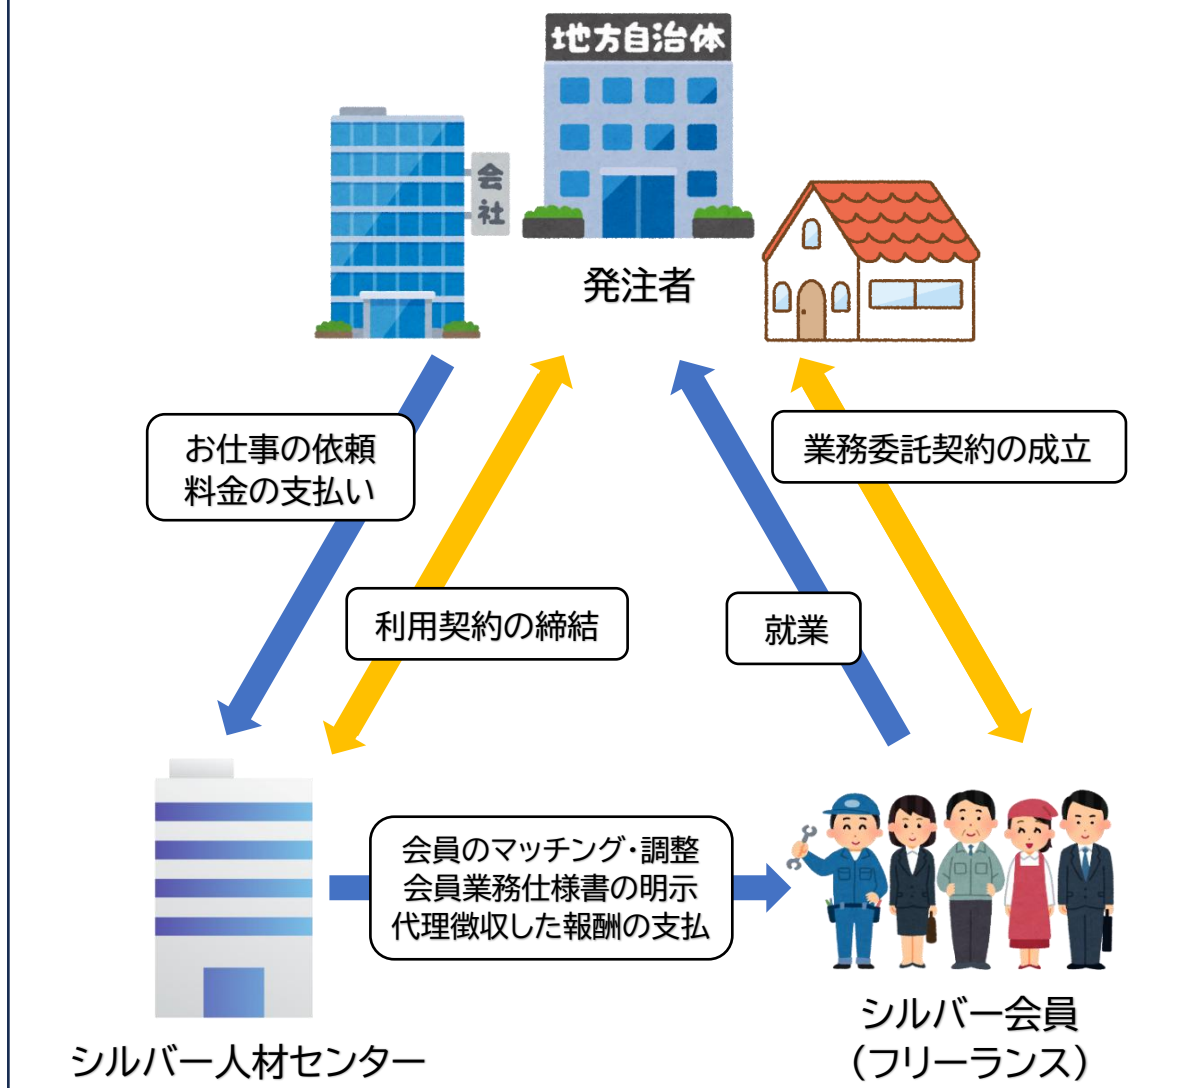 地方自治体
会社
発注者
お仕事の依頼
料金の支払い
業務委託契約の成立
利用契約の締結
就業
会員のマッチング・調整
会員業務仕様書の明示
代理徴収した報酬の支払
シルバー人材センター
シルバー会員
(フリーランス)